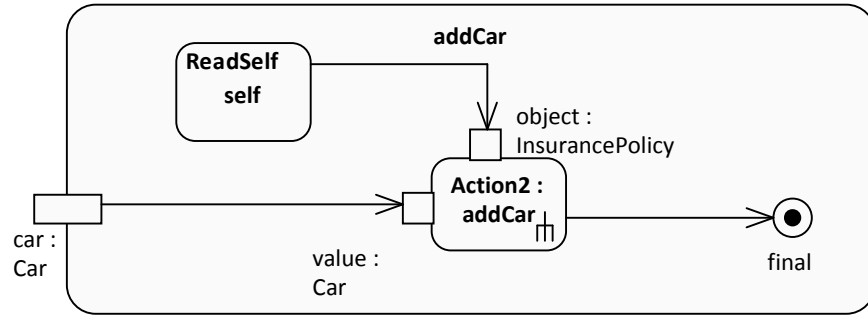 addCar
ReadSelf
self
object :
InsurancePolicy
Action2 :
addCar
car :
Car
value :
Car
final